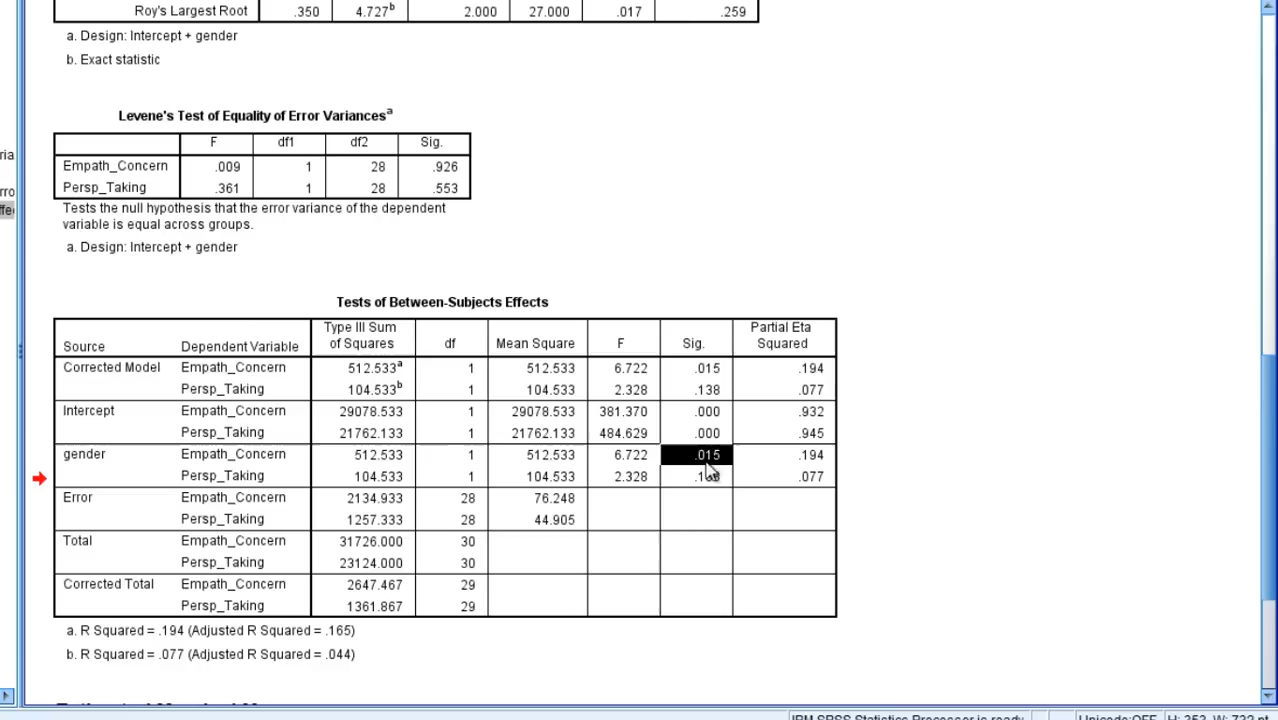 Roy's Largest Root .350 4.727b 2.000 27.000 .017 .259
a. Design: Intercept + gender
b. Exact statistic
Levene's Test of Equality of Error Variancesa
F df1 df2 Sig.
Empath_Concern .009 1 28 .926
Persp_Taking .361 1 28 .553
Tests the null hypothesis that the error variance of the dependent
variable is equal across groups.
a. Design: Intercept + gender
Tests of Between-Subjects Effects
Source Dependent Variable Type III Sum of Squares df Mean Square F Sig. Partial Eta Squared
Corrected Model Empath_Concern 512.533a 1 512.533 6.722 .015 .194
Persp_Taking 104.533b 1 104.533 2.328 .138 .077
Intercept Empath_Concern 29078.533 1 29078.533 381.370 .000 .932
Persp_Taking 21762.133 1 21762.133 484.629 .000 .945
gender Empath_Concern 512.533 1 512.533 6.722 .015 .194
Persp_Taking 104.533 1 104.533 2.328 .077
Error Empath_Concern 2134.933 28 76.248
Persp_Taking 1257.333 28 44.905
Total Empath_Concern 31726.000 30
Persp_Taking 23124.000 30
Corrected Total Empath_Concern 2647.467 29
Persp_Taking 1361.867 29
a. R Squared = .194 (Adjusted R Squared = .165)
b. R Squared = .077 (Adjusted R Squared = .044)
IBM SPSS Statistics Processor is ready Unicode:OFF H: 353, W: 732 pt